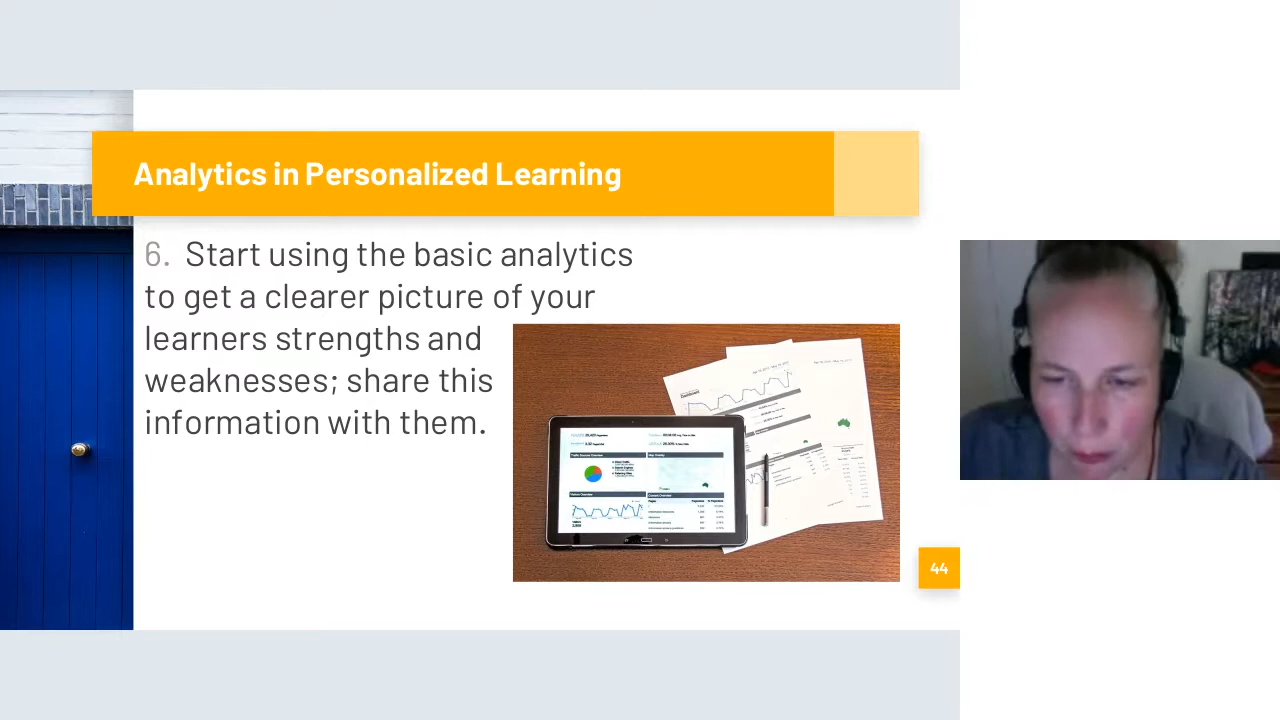 Analytics in Personalized Learning
6. Start using the basic analytics
to get a clearer picture of your
learners strengths and
weaknesses; share this
information with them.
44